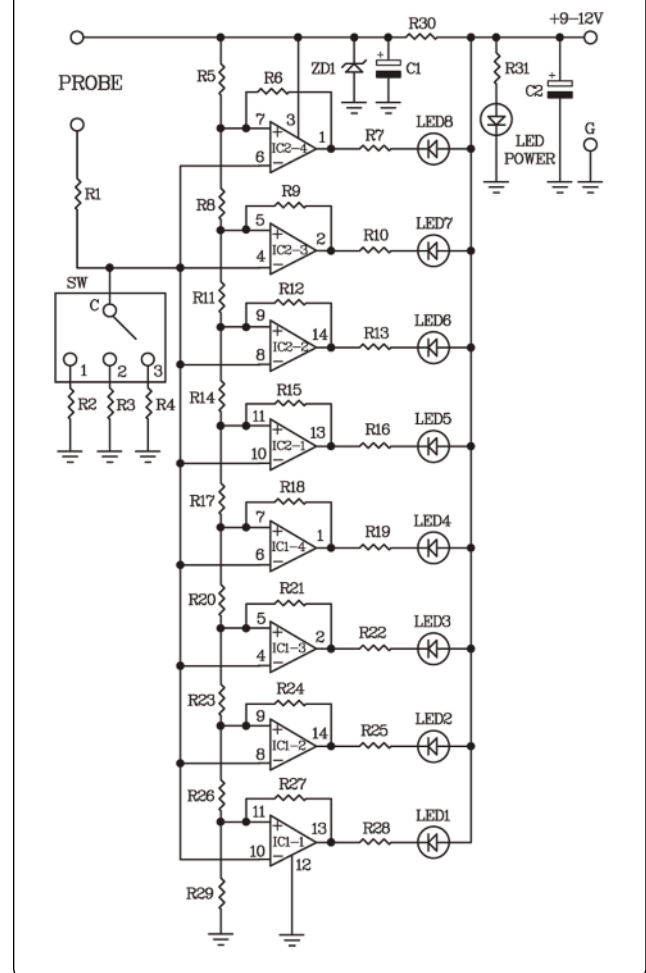 +9-12V
R30
R5
R6
ZD1
+
C1
R31
+
C2
PROBE
7
+
3
1
R7
LED8
LED
POWER
G
6
−
IC2-4
R1
R8
R9
5
+
2
R10
LED7
4
−
IC2-3
SW
C
1
2
3
R2
R3
R4
R11
R12
9
+
14
R13
LED6
8
−
IC2-2
R14
R15
11
+
13
R16
LED5
10
−
IC2-1
R17
R18
7
+
1
R19
LED4
6
−
IC1-4
R20
R21
5
+
2
R22
LED3
4
−
IC1-3
R23
R24
9
+
14
R25
LED2
8
−
IC1-2
R26
R27
11
+
13
R28
LED1
10
−
IC1-1
12
R29